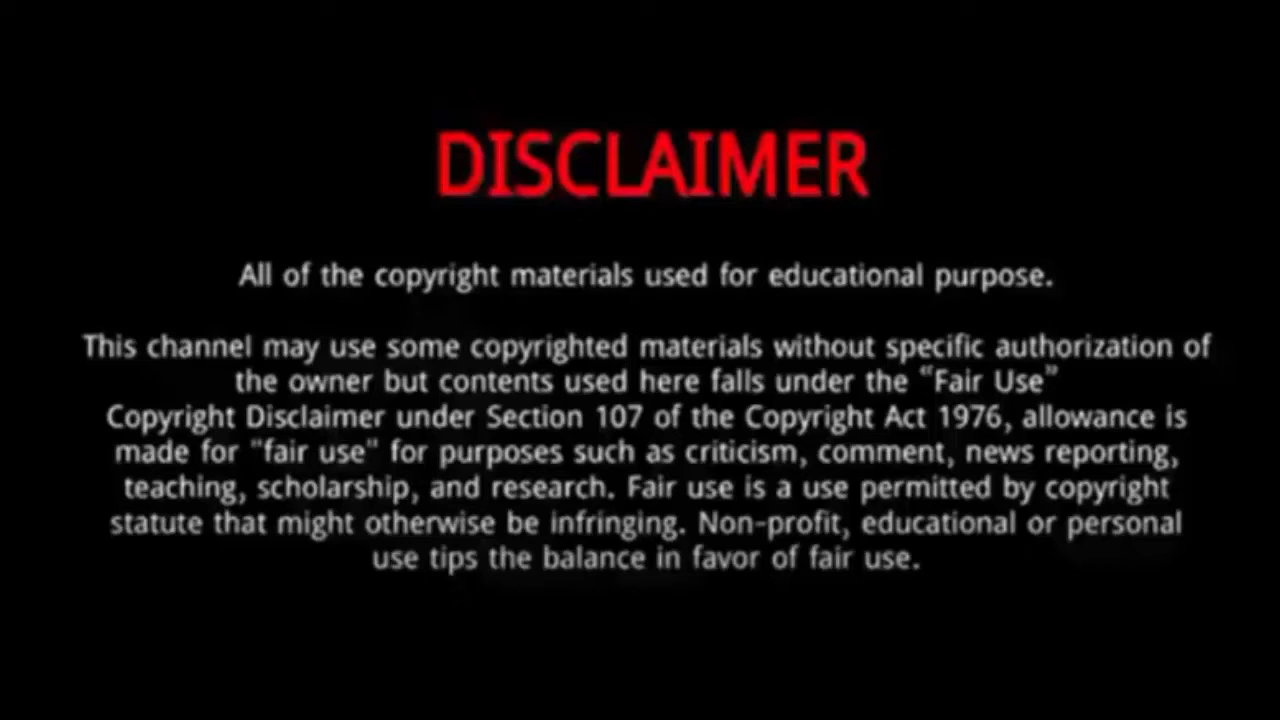 DISCLAIMER
All of the copyright materials used for educational purpose.
This channel may use some copyrighted materials without specific authorization of
the owner but contents used here falls under the “Fair Use”
Copyright Disclaimer under Section 107 of the Copyright Act 1976, allowance is
made for "fair use" for purposes such as criticism, comment, news reporting,
teaching, scholarship, and research. Fair use is a use permitted by copyright
statute that might otherwise be infringing. Non-profit, educational or personal
use tips the balance in favor of fair use.